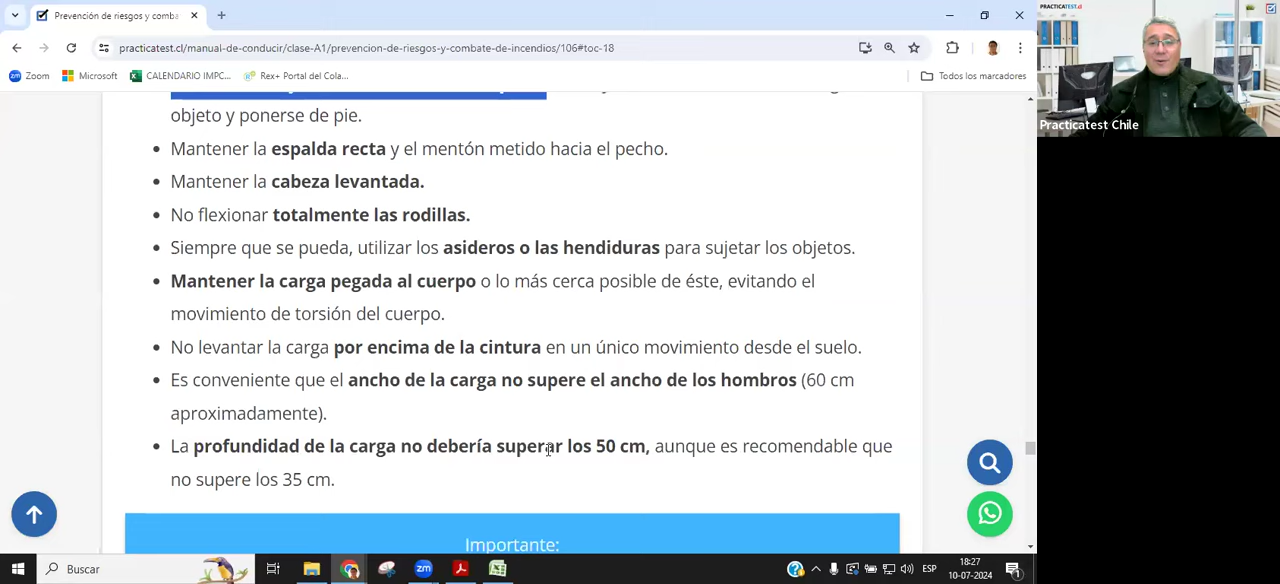 Prevención de riesgos y comba
practicatest.cl/manual-de-conducir/clase-A1/prevencion-de-riesgos-y-combate-de-incendios/106#toc-18
Zoom
Microsoft
CALENDARIO IMPC...
Rex+ Portal del Cola...
Todos los marcadores
PRACTICATEST.cl
Practicatest Chile
objeto y ponerse de pie.
• Mantener la espalda recta y el mentón metido hacia el pecho.
• Mantener la cabeza levantada.
• No flexionar totalmente las rodillas.
• Siempre que se pueda, utilizar los asideros o las hendiduras para sujetar los objetos.
• Mantener la carga pegada al cuerpo o lo más cerca posible de éste, evitando el
movimiento de torsión del cuerpo.
• No levantar la carga por encima de la cintura en un único movimiento desde el suelo.
• Es conveniente que el ancho de la carga no supere el ancho de los hombros (60 cm
aproximadamente).
• La profundidad de la carga no debería superar los 50 cm, aunque es recomendable que
no supere los 35 cm.
Importante:
Buscar
zm
ESP
18:27
10-07-2024